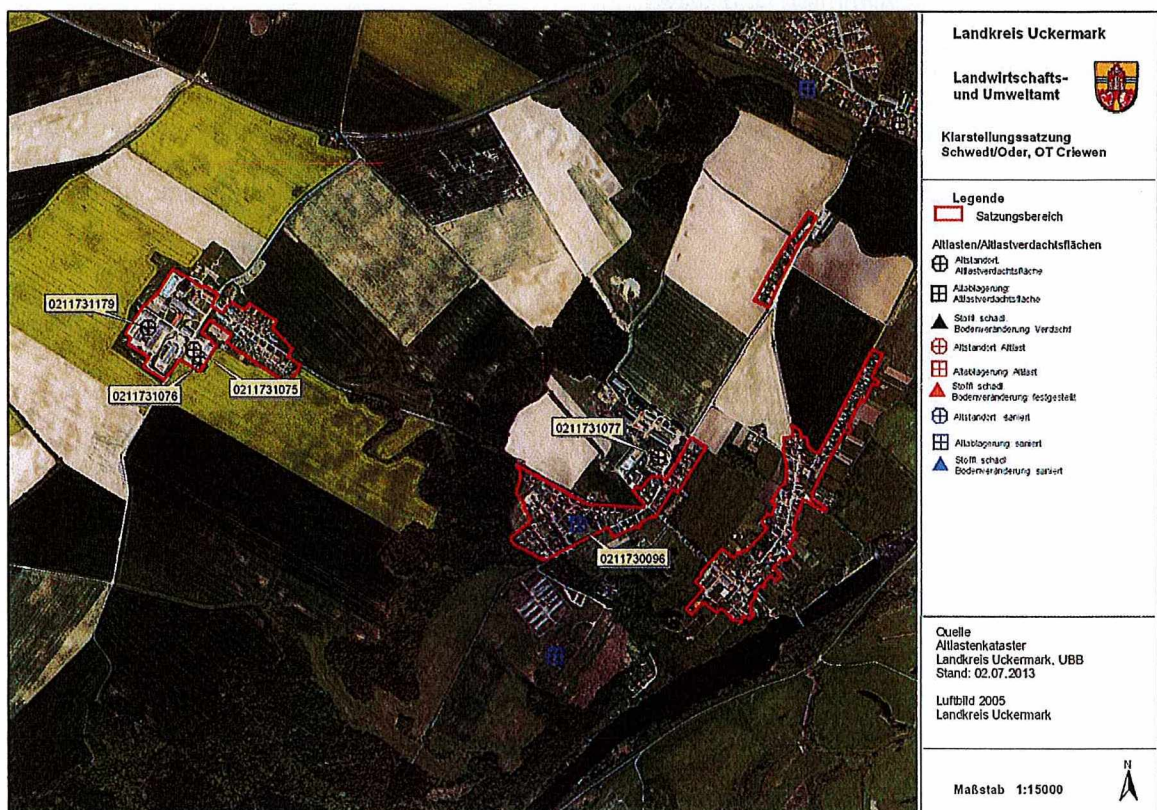 0211731179
0211731076
0211731075
0211731077
0211730096
Landkreis Uckermark
Landwirtschafts-
und Umweltamt
Klarstellungssatzung
Schwedt/Oder, OT Criewen
Legende
Satzungsbereich
Altlasten/Altlastverdachtsflächen
Altstandort,
Altlastverdachtsfläche
Altablagerung:
Altlastverdachtsfläche
Stoffl. schädl.
Bodenveränderung Verdacht
Altstandort Altlast
Altablagerung Altlast
Stoffl. schädl.
Bodenveränderung festgestellt
Altstandort saniert
Altablagerung saniert
Stoffl. schädl.
Bodenveränderung saniert
Quelle
Altlastenkataster
Landkreis Uckermark, UBB
Stand: 02.07.2013
Luftbild 2005
Landkreis Uckermark
N
Maßstab 1:15000